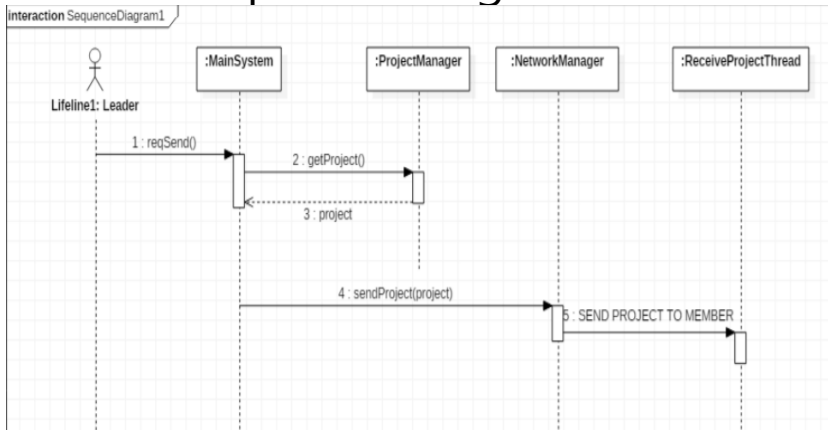 interaction SequenceDiagram1
:MainSystem
:ProjectManager
:NetworkManager
:ReceiveProjectThread
Lifeline1: Leader
1 : reqSend()
2 : getProject()
3 : project
4 : sendProject(project)
5 : SEND PROJECT TO MEMBER